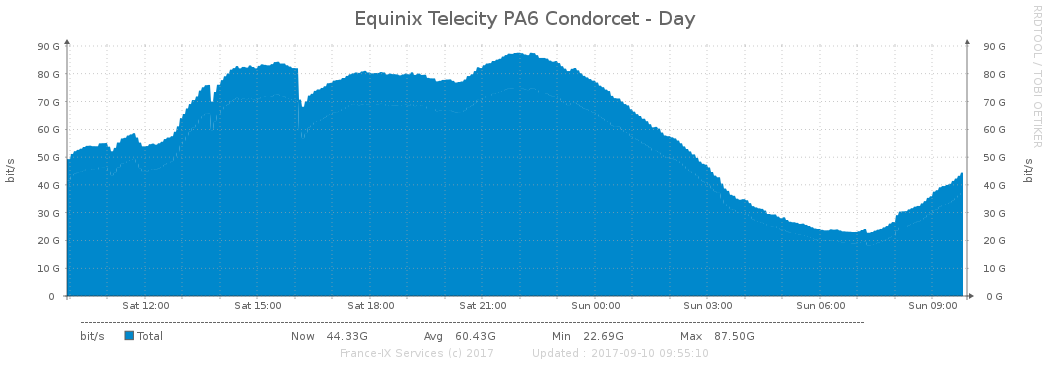 Equinix Telecity PA6 Condorcet - Day
RRDTOOL / TOBI OETIKER
90 G 90 G
80 G 80 G
70 G 70 G
60 G 60 G
50 G 50 G
40 G 40 G
30 G 30 G
20 G 20 G
10 G 10 G
0 0 G
bit/s bit/s
Sat 12:00 Sat 15:00 Sat 18:00 Sat 21:00 Sun 00:00 Sun 03:00 Sun 06:00 Sun 09:00
bit/s Total Now 44.33G Avg 60.43G Min 22.69G Max 87.50G
France-IX Services (c) 2017 Updated : 2017-09-10 09:55:10